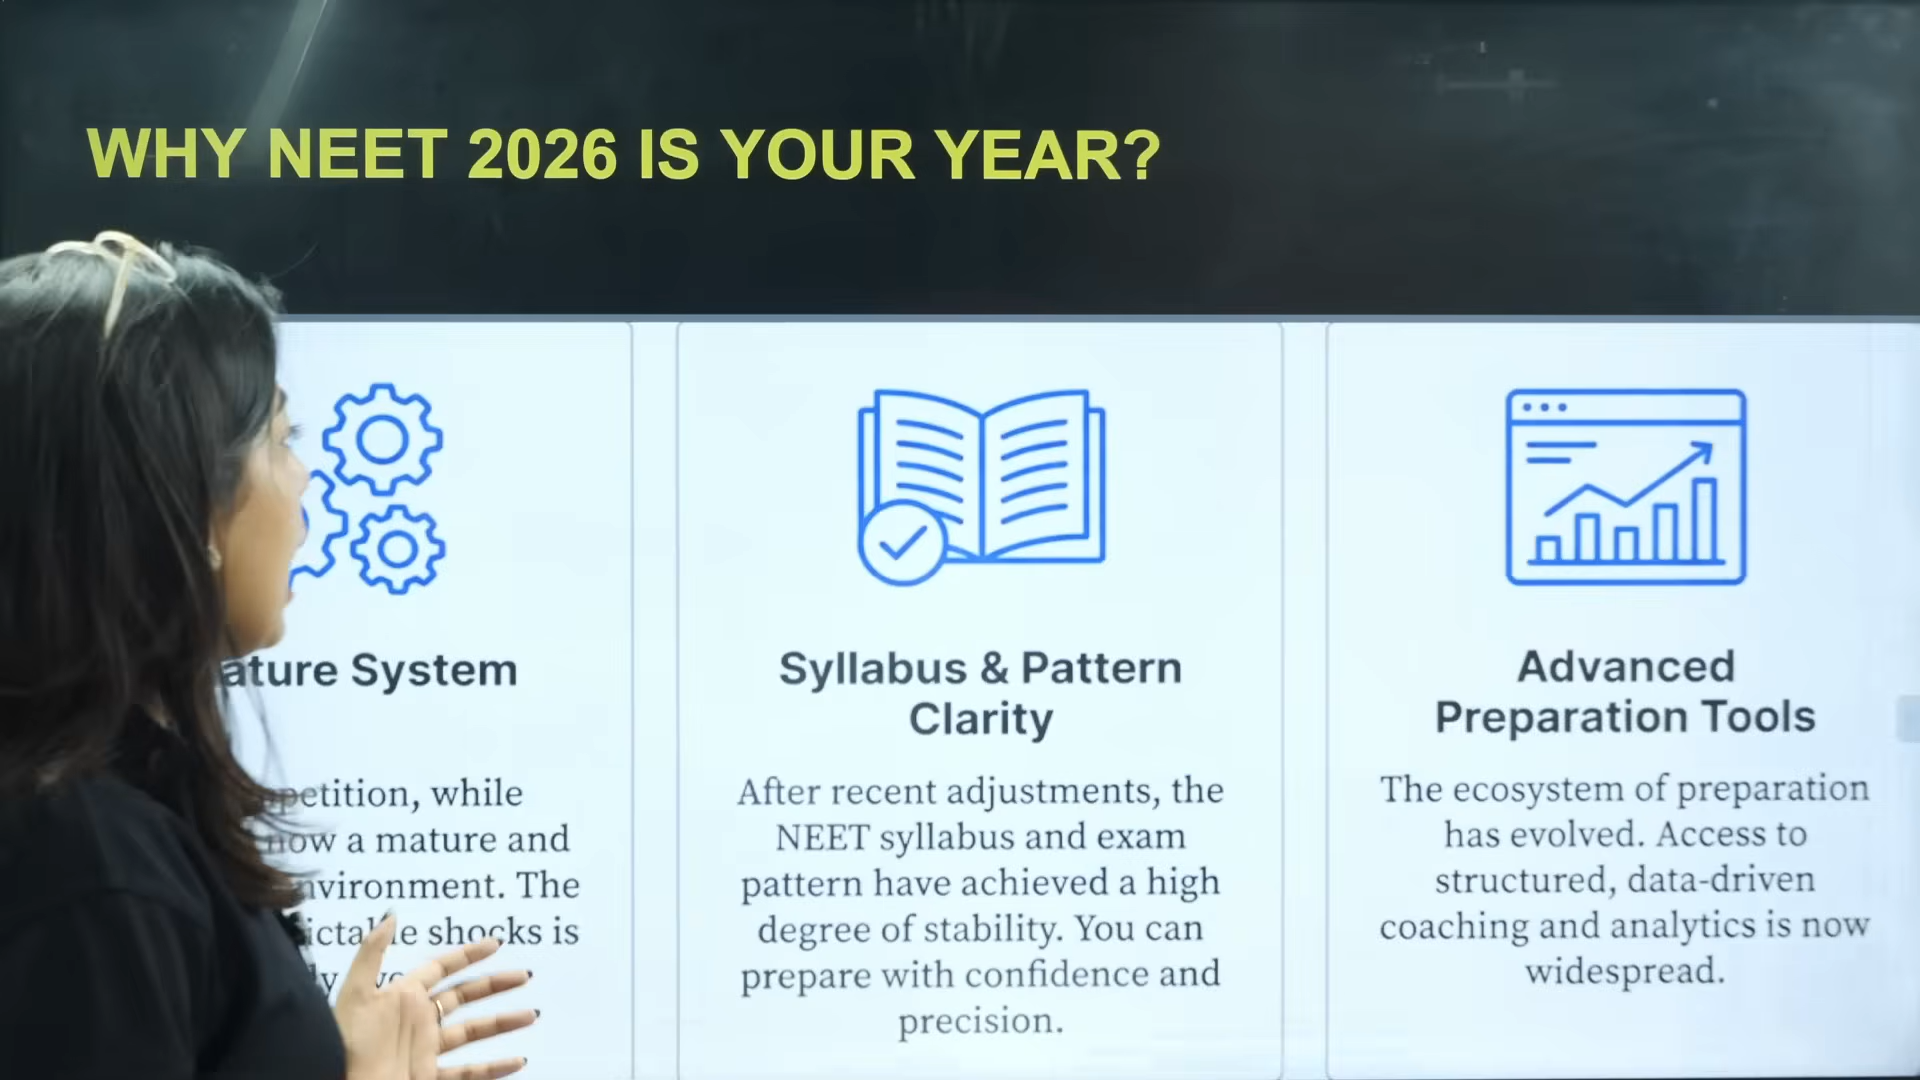 WHY NEET 2026 IS YOUR YEAR?
System
while
now a mature and
The
shocks is
Syllabus & Pattern
Clarity
After recent adjustments, the
NEET syllabus and exam
pattern have achieved a high
degree of stability. You can
prepare with confidence and
precision.
Advanced
Preparation Tools
The ecosystem of preparation
has evolved. Access to
structured, data-driven
coaching and analytics is now
widespread.